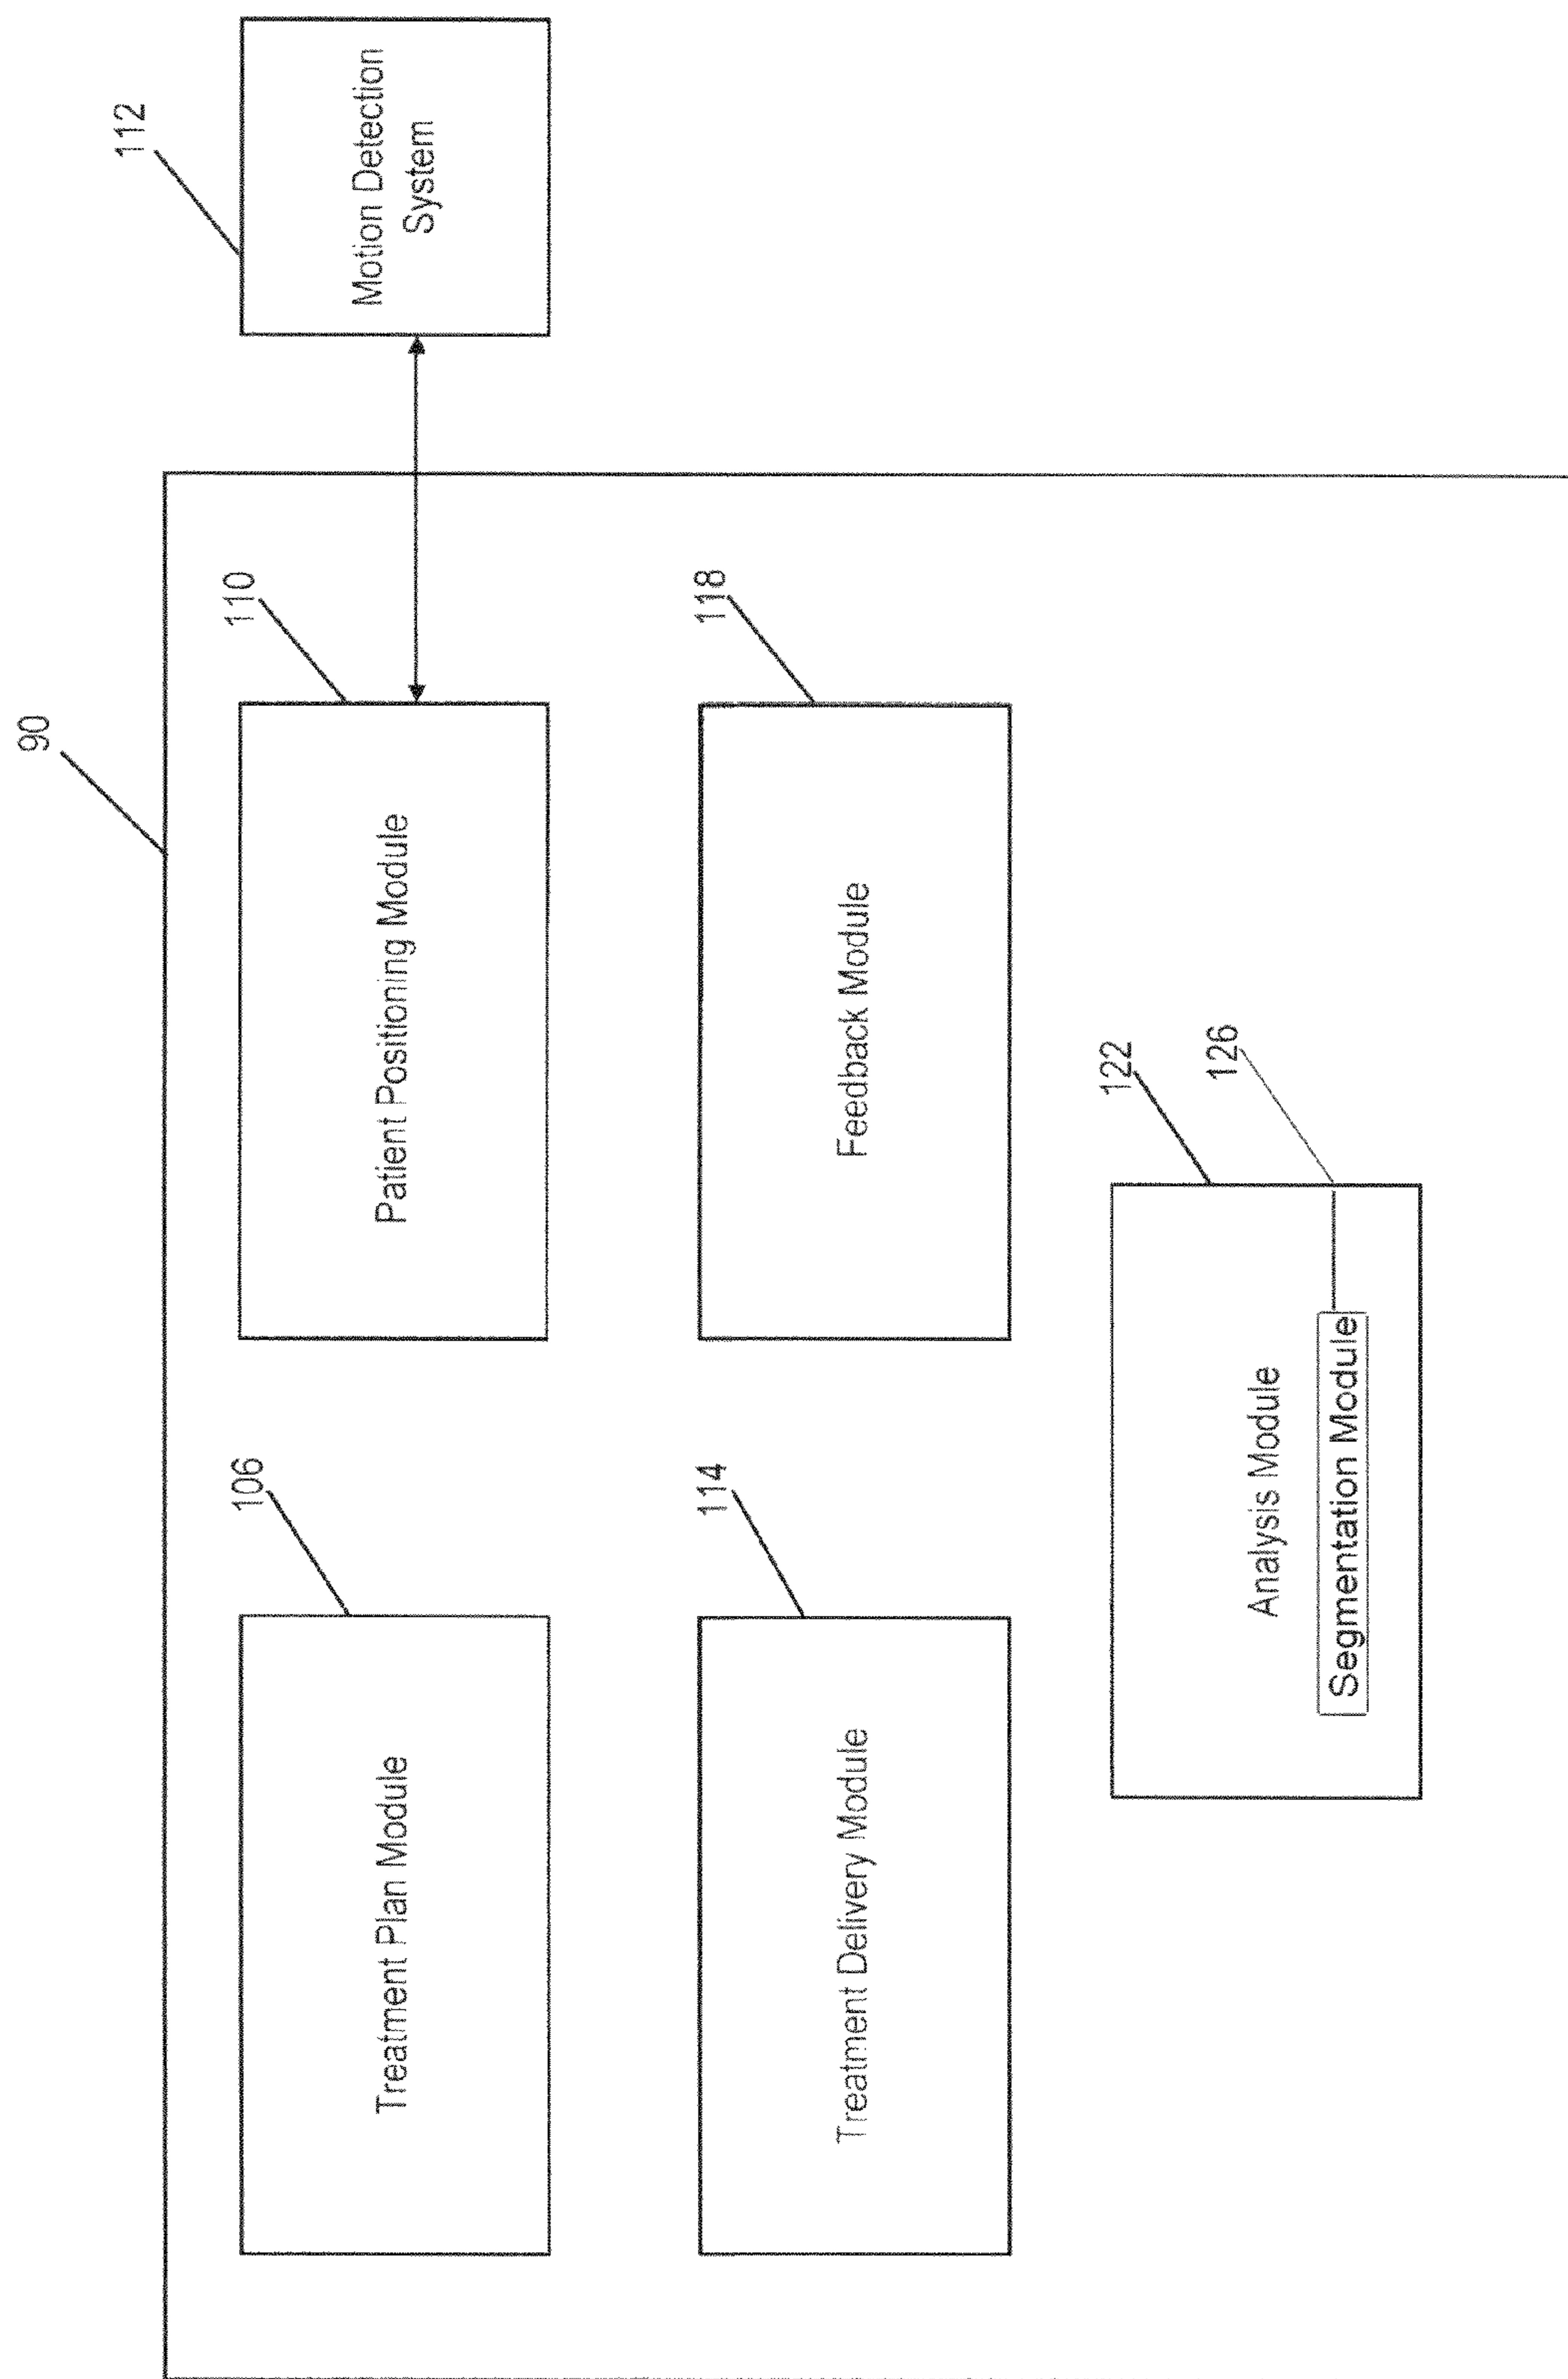 90
112
Motion Detection
System
106
110
Treatment Plan Module
Patient Positioning Module
114
118
Treatment Delivery Module
Feedback Module
122
Analysis Module
126
Segmentation Module